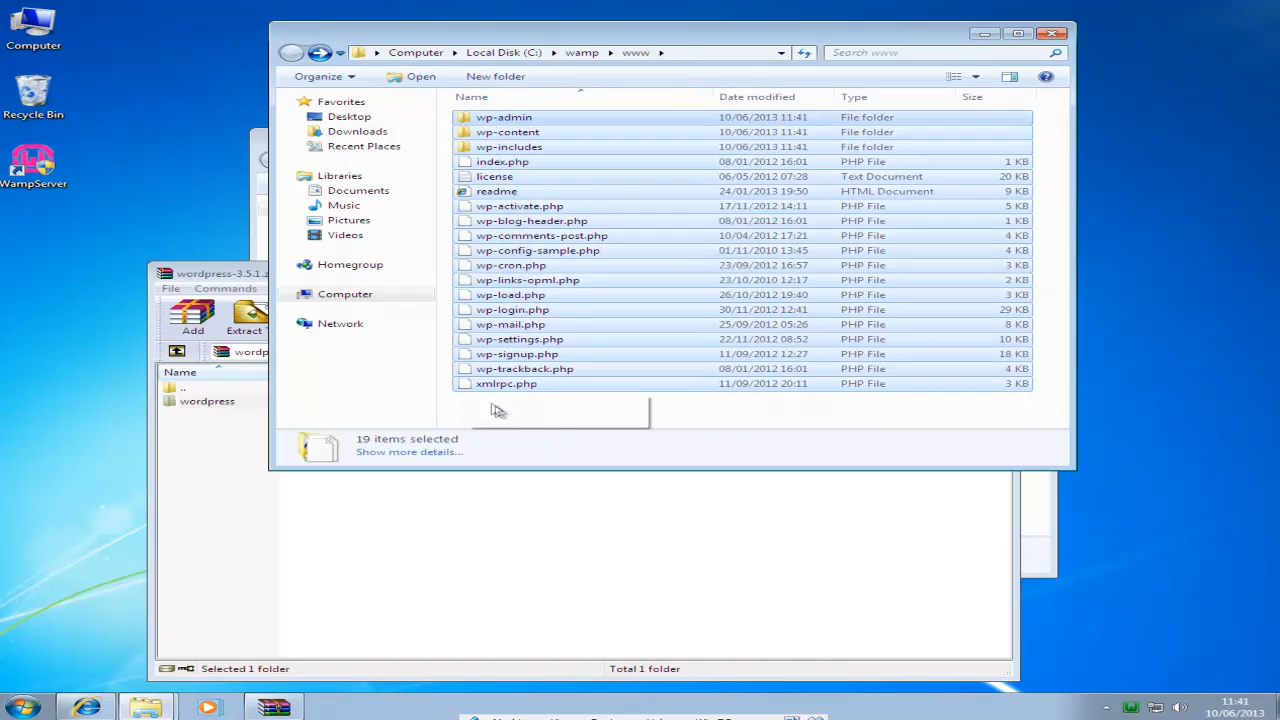 Computer
Recycle Bin
WampServer
Computer Local Disk (C:) wamp www
Search www
Organize Open New folder
Name Date modified Type Size
Favorites
Desktop
Downloads
Recent Places
Libraries
Documents
Music
Pictures
Videos
Homegroup
Computer
Network
wp-admin 10/06/2013 11:41 File folder
wp-content 10/06/2013 11:41 File folder
wp-includes 10/06/2013 11:41 File folder
index.php 08/01/2012 16:01 PHP File 1 KB
license 06/05/2012 07:28 Text Document 20 KB
readme 24/01/2013 19:50 HTML Document 9 KB
wp-activate.php 17/11/2012 14:11 PHP File 5 KB
wp-blog-header.php 08/01/2012 16:01 PHP File 1 KB
wp-comments-post.php 10/04/2012 17:21 PHP File 4 KB
wp-config-sample.php 01/11/2010 13:45 PHP File 4 KB
wp-cron.php 23/09/2012 16:57 PHP File 3 KB
wp-links-opml.php 23/10/2010 12:17 PHP File 2 KB
wp-load.php 26/10/2012 19:40 PHP File 3 KB
wp-login.php 30/11/2012 12:41 PHP File 29 KB
wp-mail.php 25/09/2012 05:26 PHP File 8 KB
wp-settings.php 22/11/2012 08:52 PHP File 10 KB
wp-signup.php 11/09/2012 12:27 PHP File 18 KB
wp-trackback.php 08/01/2012 16:01 PHP File 4 KB
xmlrpc.php 11/09/2012 20:11 PHP File 3 KB
19 items selected
Show more details...
wordpress-3.5.1.z
File Commands
Add Extract T
wordp
Name
..
wordpress
Selected 1 folder Total 1 folder
11:41
10/06/2013